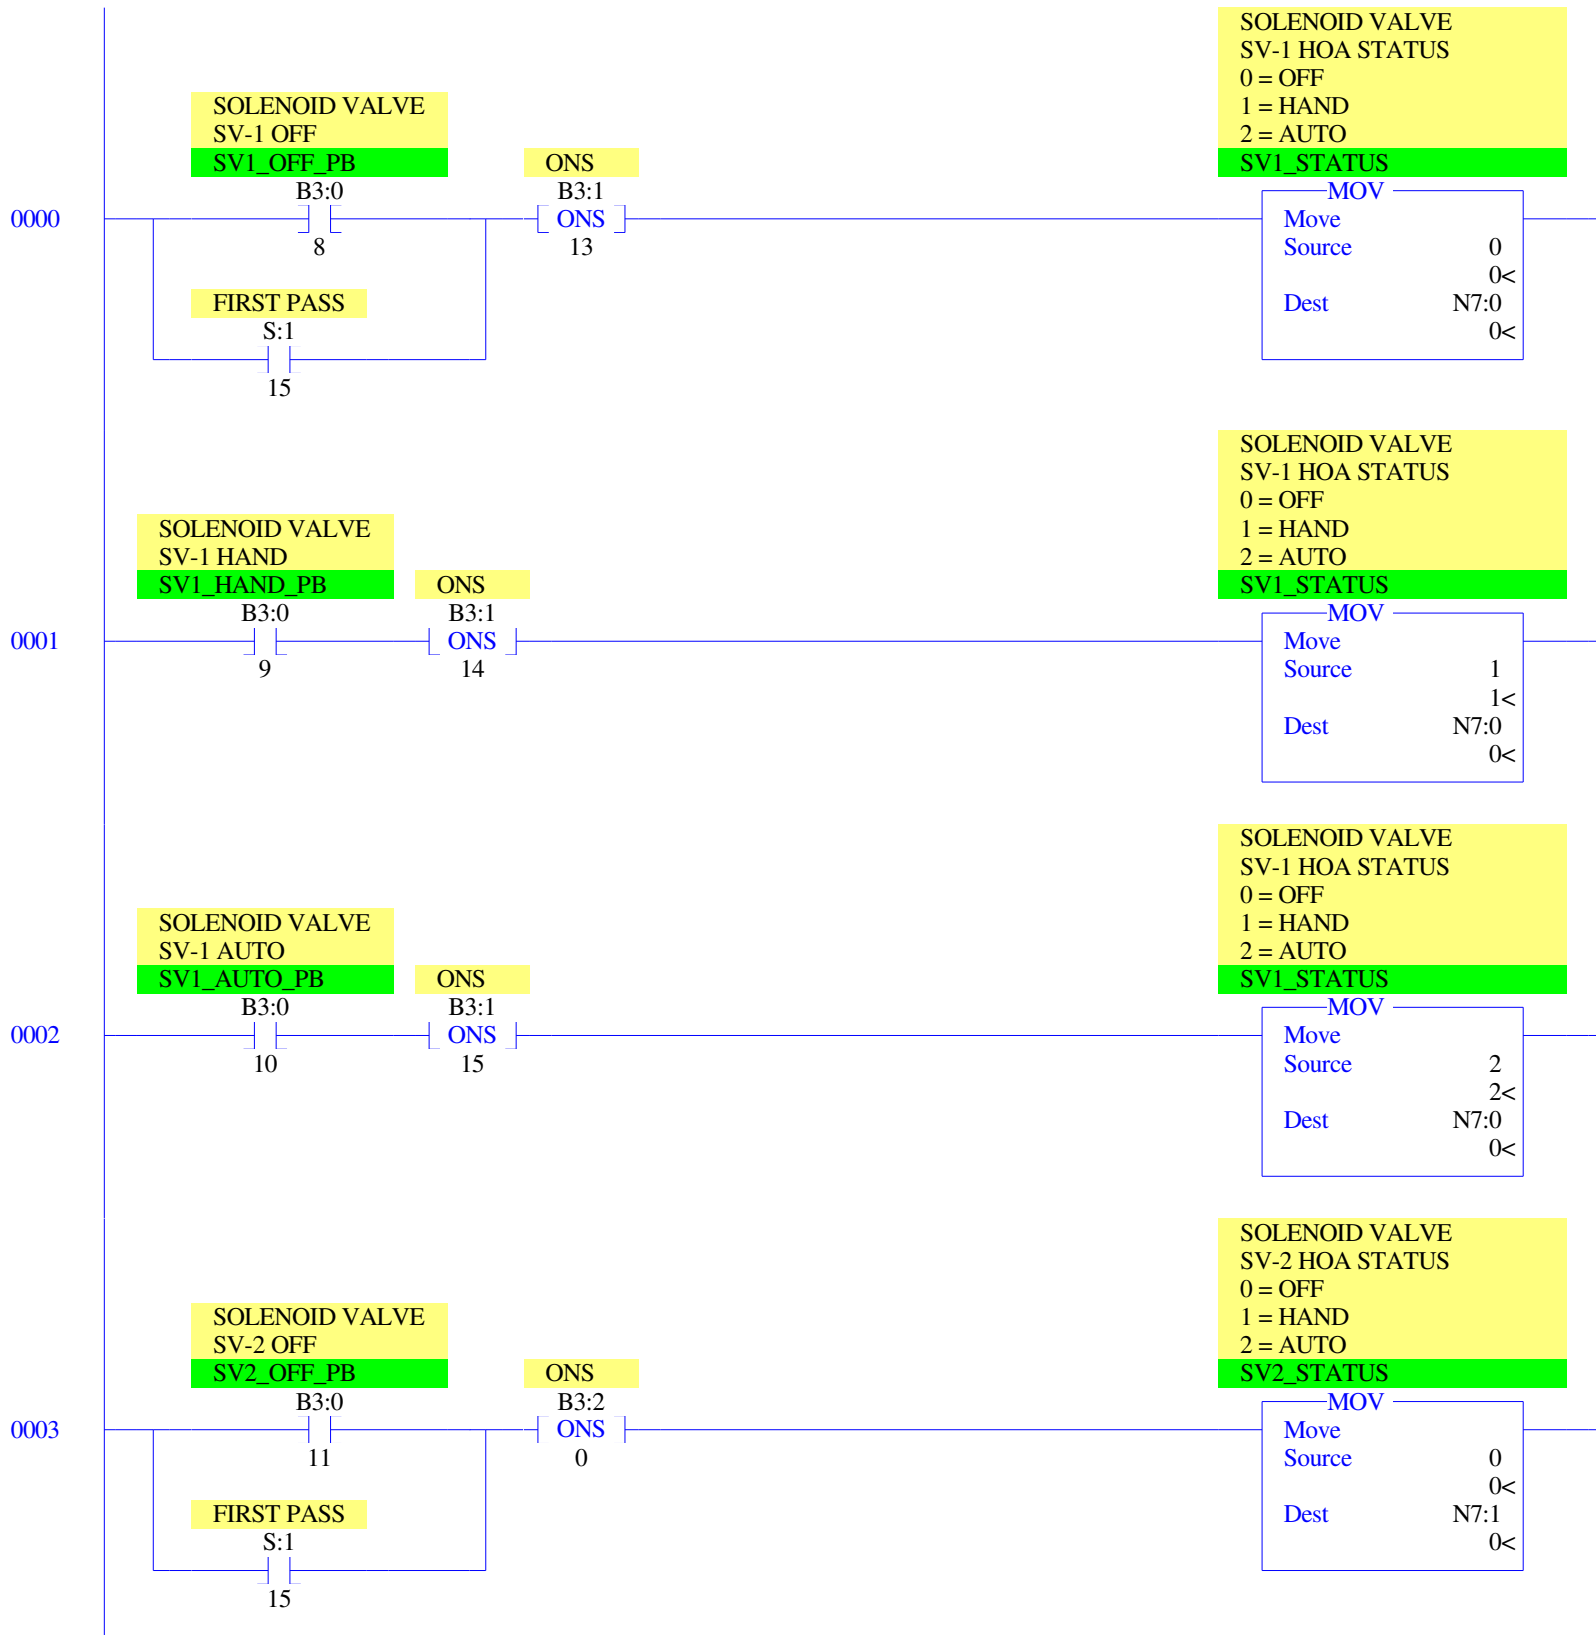 SOLENOID VALVE
SV-1 HOA STATUS
0 = OFF
1 = HAND
2 = AUTO
SV1_STATUS
SOLENOID VALVE
SV-1 OFF
SV1_OFF_PB
B3:0
8
ONS
B3:1
ONS
13
0000
FIRST PASS
S:1
15
MOV
Move
Source 0
0<
Dest N7:0
0<
SOLENOID VALVE
SV-1 HOA STATUS
0 = OFF
1 = HAND
2 = AUTO
SV1_STATUS
SOLENOID VALVE
SV-1 HAND
SV1_HAND_PB
B3:0
9
ONS
B3:1
ONS
14
0001
MOV
Move
Source 1
1<
Dest N7:0
0<
SOLENOID VALVE
SV-1 HOA STATUS
0 = OFF
1 = HAND
2 = AUTO
SV1_STATUS
SOLENOID VALVE
SV-1 AUTO
SV1_AUTO_PB
B3:0
10
ONS
B3:1
ONS
15
0002
MOV
Move
Source 2
2<
Dest N7:0
0<
SOLENOID VALVE
SV-2 HOA STATUS
0 = OFF
1 = HAND
2 = AUTO
SV2_STATUS
SOLENOID VALVE
SV-2 OFF
SV2_OFF_PB
B3:0
11
ONS
B3:2
ONS
0
0003
FIRST PASS
S:1
15
MOV
Move
Source 0
0<
Dest N7:1
0<